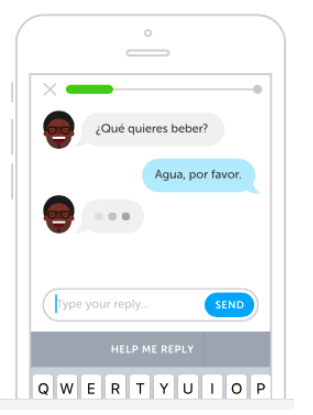 ¿Qué quieres beber?
Agua, por favor.
Type your reply...
SEND
HELP ME REPLY
Q W E R T Y U I O P